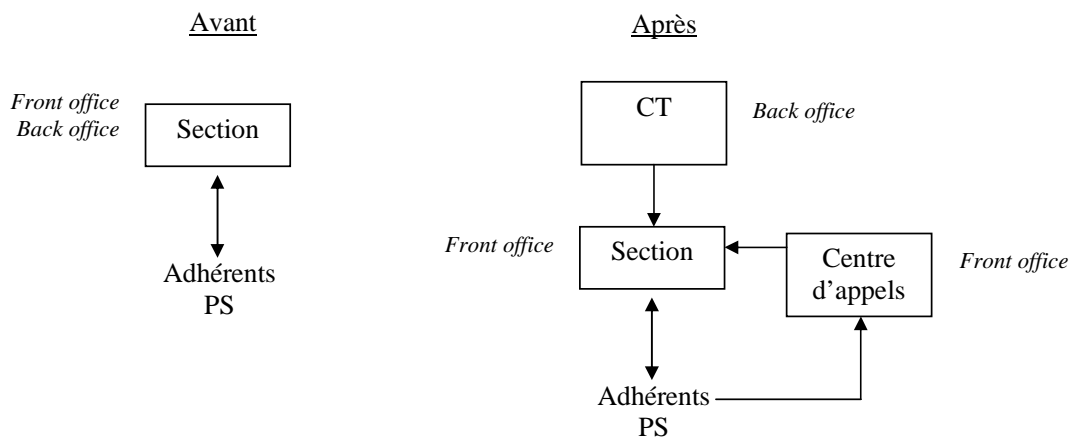 Avant
Front office
Back office
Section
Adhérents
PS
Après
CT
Back office
Front office
Section
Centre
d’appels
Front office
Adhérents
PS